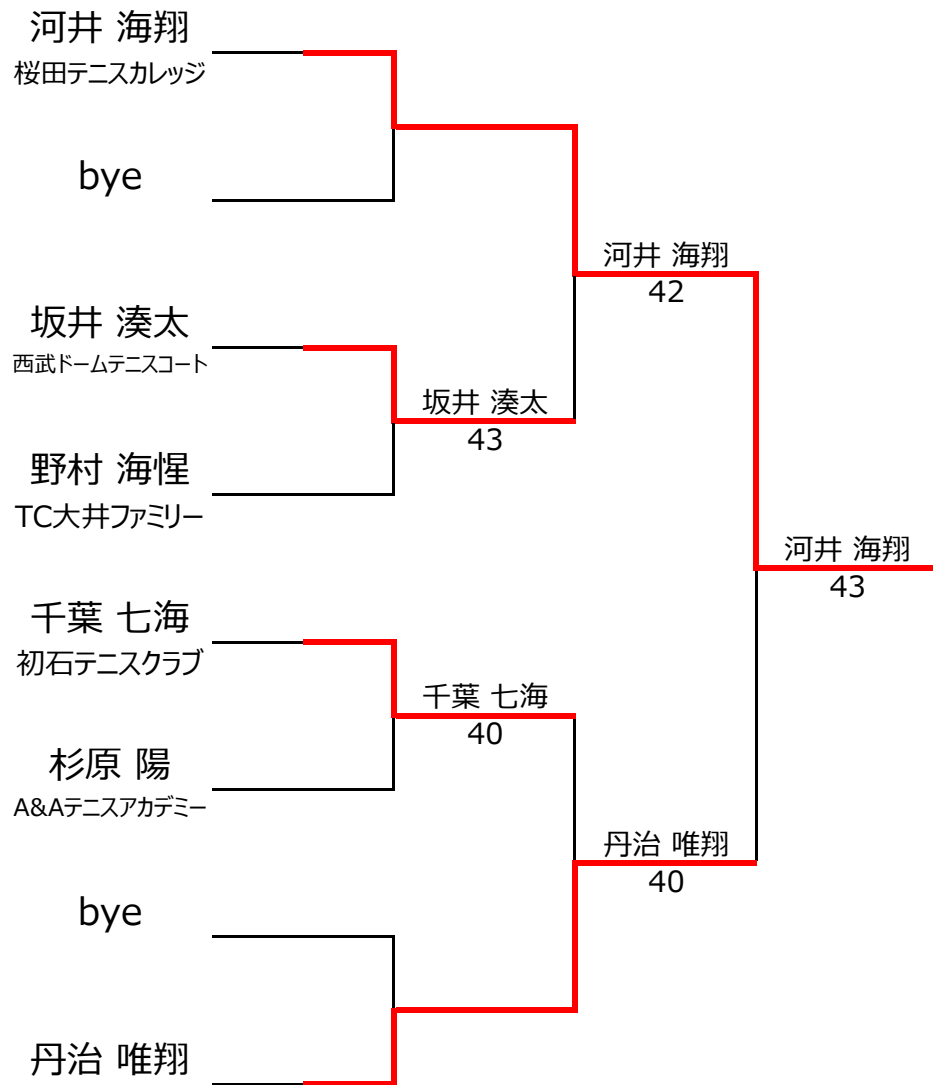 河井 海翔
桜田テニスカレッジ
bye
河井 海翔
42
坂井 湊太
西武ドームテニスコート
坂井 湊太
43
野村 海惺
TC大井ファミリー
河井 海翔
43
千葉 七海
初石テニスクラブ
千葉 七海
40
杉原 陽
A&Aテニスアカデミー
丹治 唯翔
40
bye
丹治 唯翔